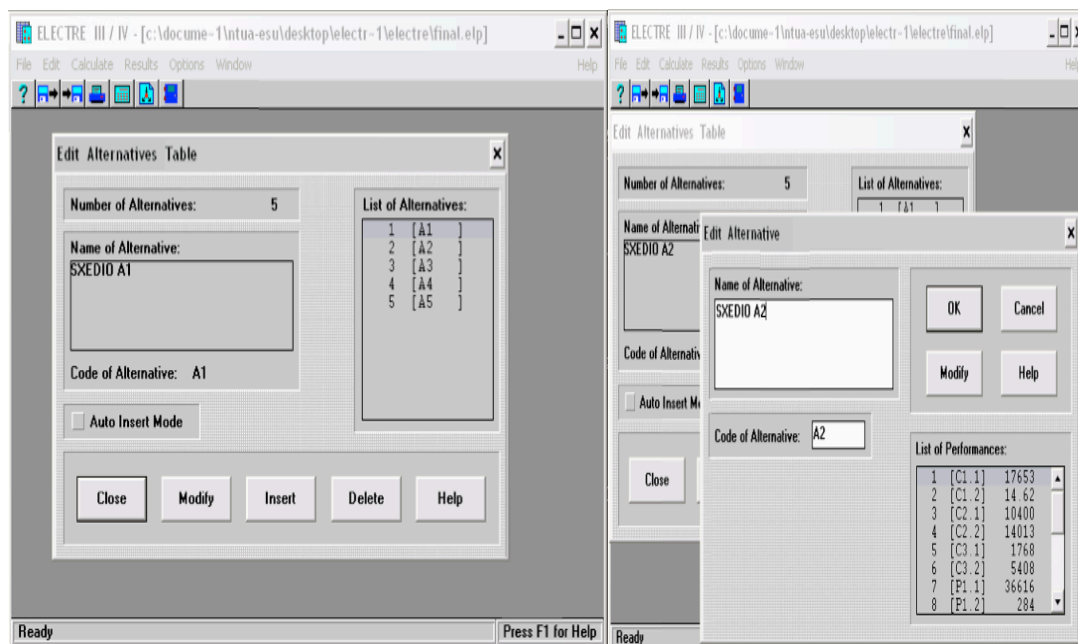 ELECTRE III / IV - [c:\docume~1\ntua-esu\desktop\electr~1\electre\final.elp]
File Edit Calculate Results Options Window Help
?
Edit Alternatives Table
Number of Alternatives: 5
Name of Alternative:
SXEDIO A1
Code of Alternative: A1
Auto Insert Mode
List of Alternatives:
1 [A1 ]
2 [A2 ]
3 [A3 ]
4 [A4 ]
5 [A5 ]
Close Modify Insert Delete Help
Ready Press F1 for Help
ELECTRE III / IV - [c:\docume~1\ntua-esu\desktop\electr~1\electre\final.elp]
File Edit Calculate Results Options Window Hel
?
Edit Alternatives Table
Number of Alternatives: 5
List of Alternatives:
1 [A1 ]
Name of Alternati
SXEDIO A2
Code of Alternativ
Auto Insert Mo
Close
Ready
Edit Alternative
Name of Alternative:
SXEDIO A2
OK Cancel
Modify Help
Code of Alternative: A2
List of Performances:
1 [C1.1] 17653
2 [C1.2] 14.62
3 [C2.1] 10400
4 [C2.2] 14013
5 [C3.1] 1768
6 [C3.2] 5408
7 [P1.1] 36616
8 [P1.2] 284